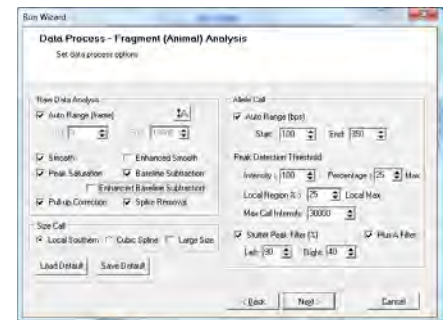 Run Wizard
Data Process - Fragment (Animal) Analysis
Set data process options
Raw Data Analysis
Auto Range (frame)
Smooth Enhanced Smooth
Peak Saturation Baseline Subtraction
Enhanced Baseline Subtraction
Pull-up Correction Spike Removal
Size Call
Local Southern Cubic Spline Large Size
Load Default Save Default
Allele Call
Auto Range (bps)
Start: 100 End: 350
Peak Detection Threshold
Intensity > 100 Percentage > 25 Max
Local Region % > 25 Local Max
Max Call Intensity 30000
Stutter Peak Filter (%) Plus A Filter
Left: 90 Right: 40
< Back Next > Cancel